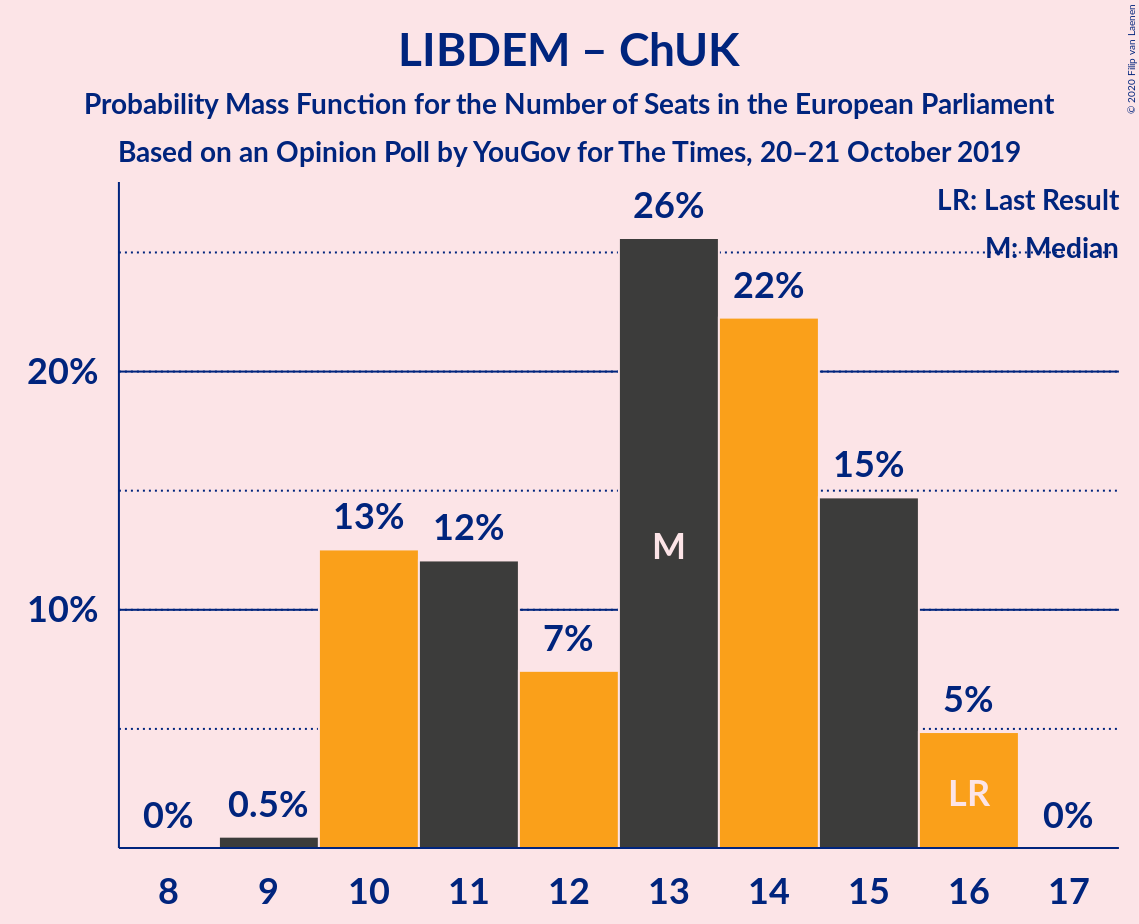 LIBDEM – ChUK
Probability Mass Function for the Number of Seats in the European Parliament
Based on an Opinion Poll by YouGov for The Times, 20–21 October 2019
© 2020 Filip van Laenen
LR: Last Result
M: Median
20%
10%
0%
0.5%
13%
12%
7%
26%
22%
15%
5%
0%
M
LR
8 9 10 11 12 13 14 15 16 17